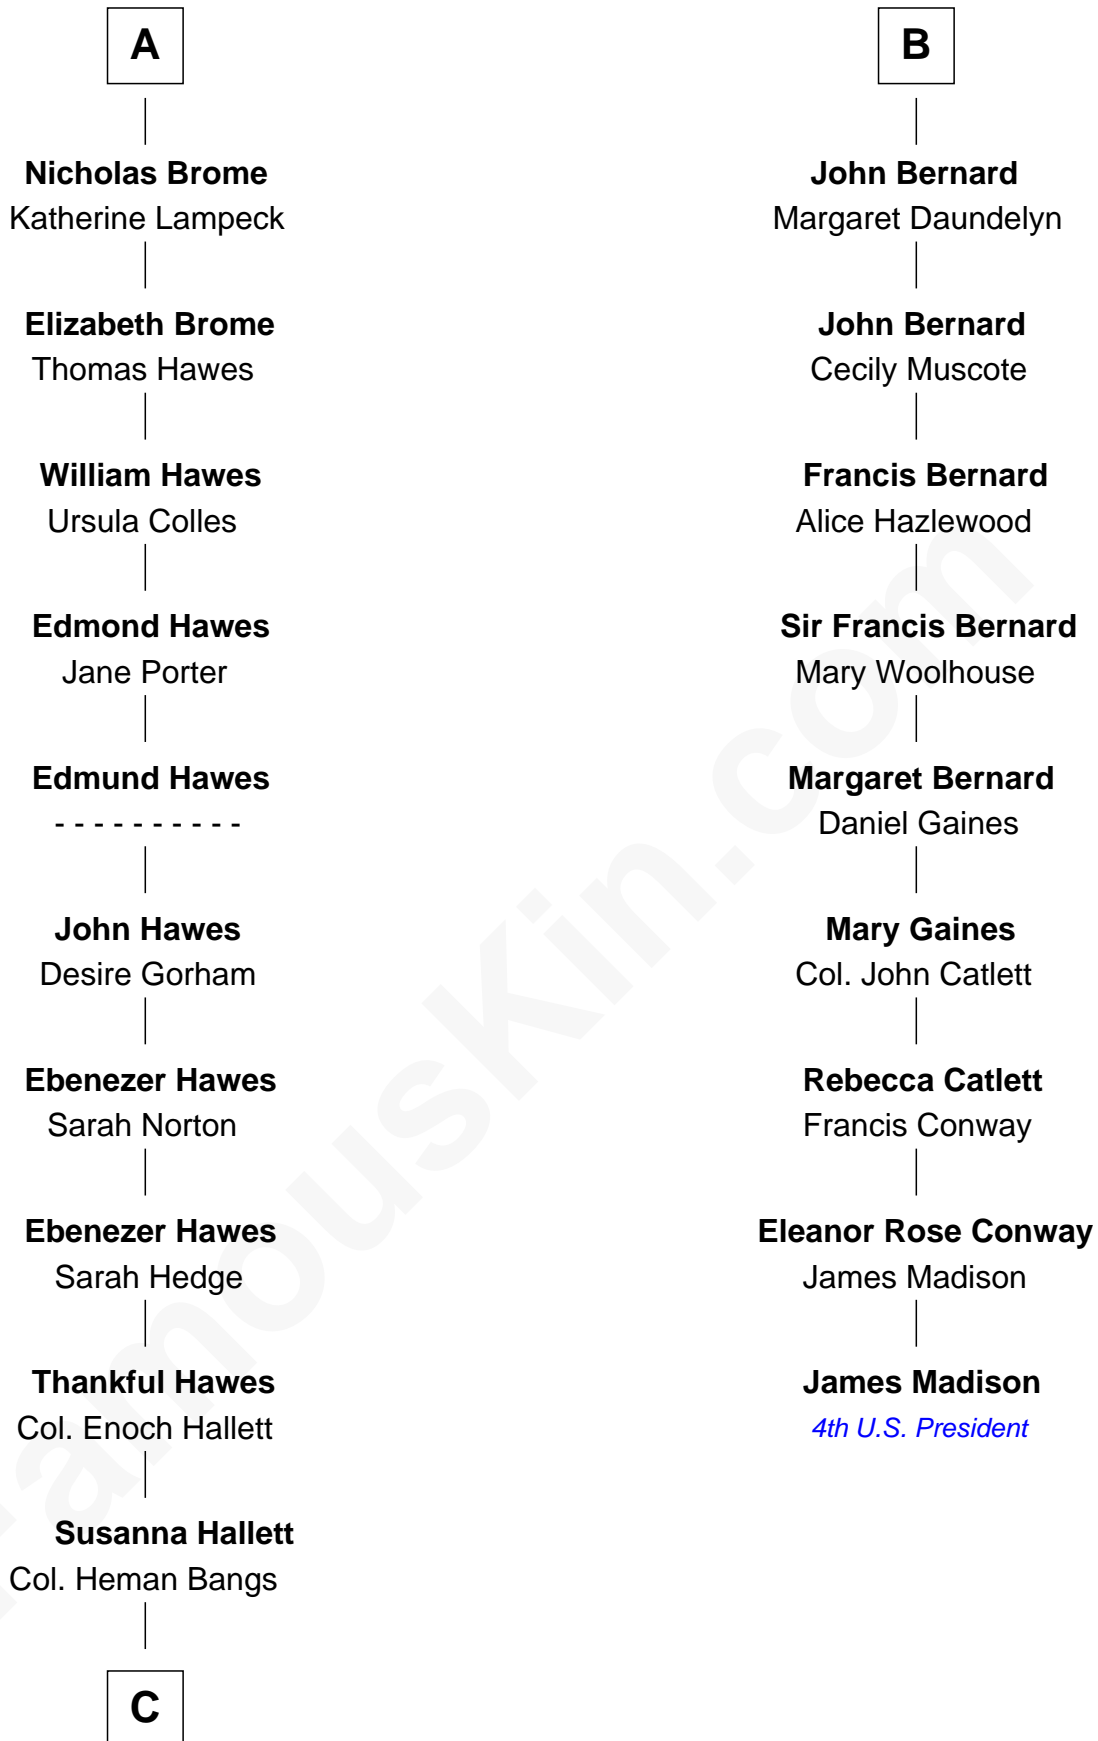 A
Nicholas Brome
Katherine Lampeck
Elizabeth Brome
Thomas Hawes
William Hawes
Ursula Colles
Edmond Hawes
Jane Porter
Edmund Hawes
- - - - - - - - - -
John Hawes
Desire Gorham
Ebenezer Hawes
Sarah Norton
Ebenezer Hawes
Sarah Hedge
Thankful Hawes
Col. Enoch Hallett
Susanna Hallett
Col. Heman Bangs
C
B
John Bernard
Margaret Daundelyn
John Bernard
Cecily Muscote
Francis Bernard
Alice Hazlewood
Sir Francis Bernard
Mary Woolhouse
Margaret Bernard
Daniel Gaines
Mary Gaines
Col. John Catlett
Rebecca Catlett
Francis Conway
Eleanor Rose Conway
James Madison
James Madison
4th U.S. President
FamousKin.com